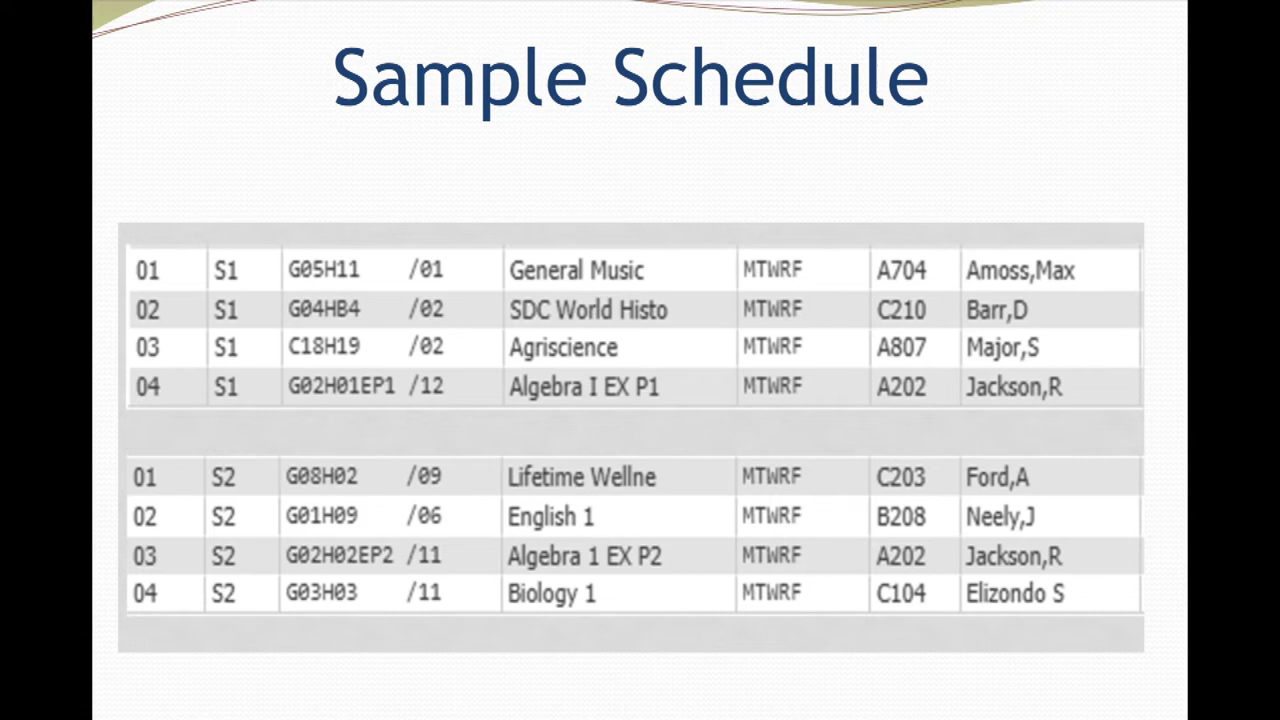 Sample Schedule
01 S1 G05H11 /01 General Music MTWRF A704 Amoss,Max
02 S1 G04HB4 /02 SDC World Histo MTWRF C210 Barr,D
03 S1 C18H19 /02 Agriscience MTWRF A807 Major,S
04 S1 G02H01EP1 /12 Algebra I EX P1 MTWRF A202 Jackson,R
01 S2 G08H02 /09 Lifetime Wellne MTWRF C203 Ford,A
02 S2 G01H09 /06 English 1 MTWRF B208 Neely,J
03 S2 G02H02EP2 /11 Algebra 1 EX P2 MTWRF A202 Jackson,R
04 S2 G03H03 /11 Biology 1 MTWRF C104 Elizondo S